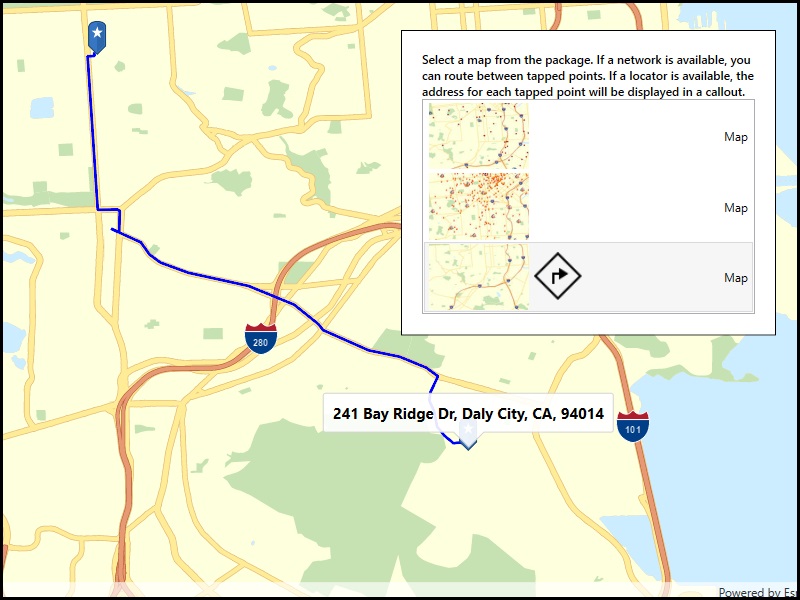 Select a map from the package. If a network is available, you
can route between tapped points. If a locator is available, the
address for each tapped point will be displayed in a callout.
Map
Map
Map
280
241 Bay Ridge Dr, Daly City, CA, 94014
101
Powered by Esri